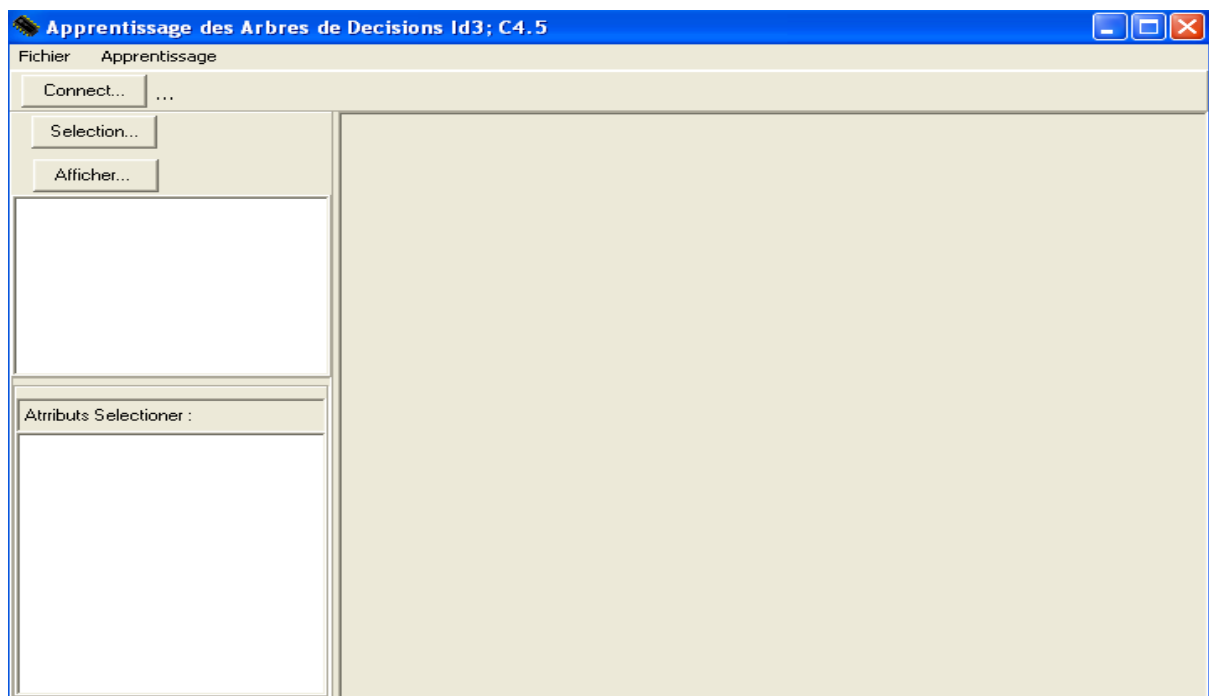 Apprentissage des Arbres de Decisions Id3; C4.5
Fichier Apprentissage
Connect... ...
Selection...
Afficher...
Atrributs Selectioner :